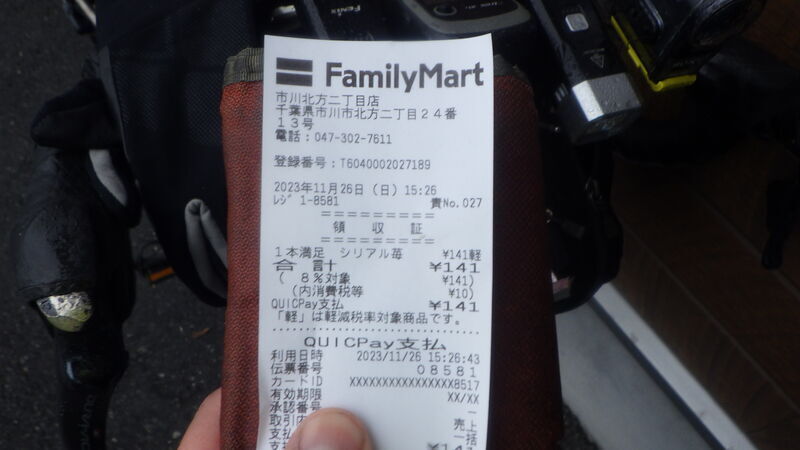 FENIX
FamilyMart
市川北方二丁目店
千葉県市川市北方二丁目24番
13号
電話:047-302-7611
登録番号:T6040002027189
2023年11月26日(日)15:26
レジ 1-8581 責No.027
=========
領 収 証
=========
1本満足 シリアル苺 ¥141軽
合 計 ¥141
( 8%対象 ¥141)
(内消費税等 ¥10)
QUICPay支払 ¥141
「軽」は軽減税率対象商品です。
QUICPay支払
利用日時 2023/11/26 15:26:43
伝票番号 08581
カードID XXXXXXXXXXXXXXXX8517
有効期限 XX/XX
承認番号 -
取引内 売上
支払 一括